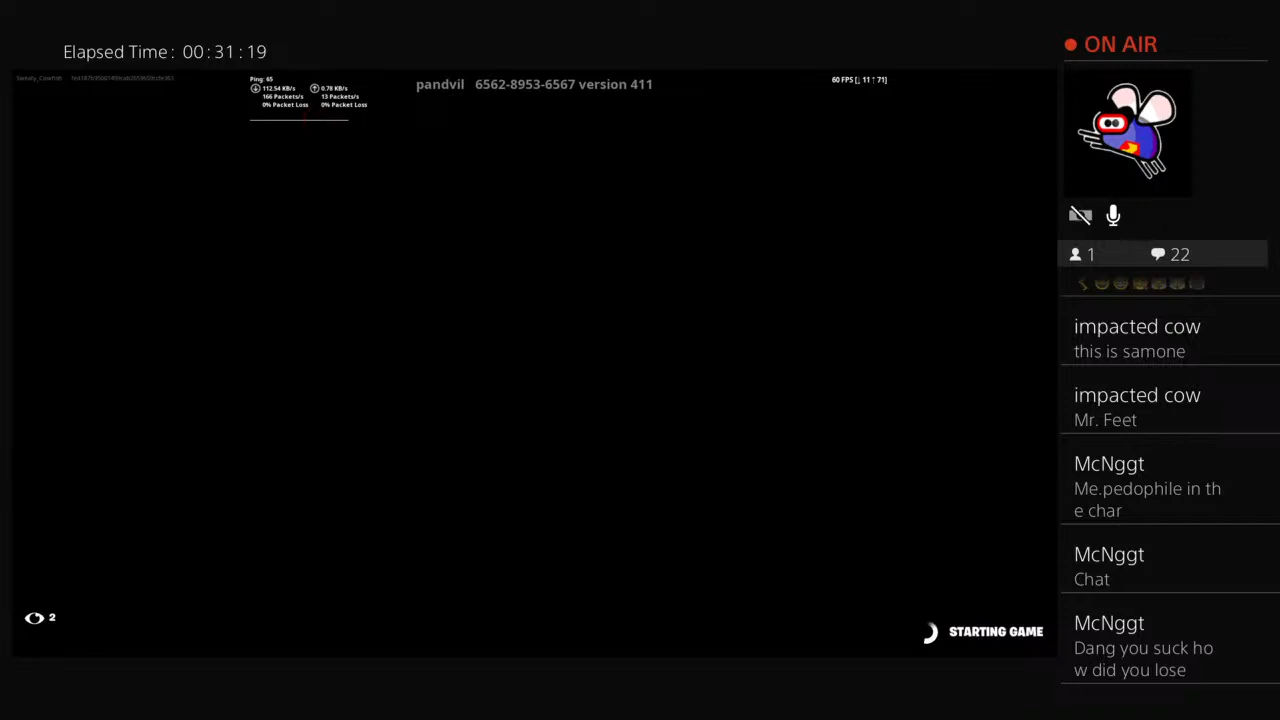 Elapsed Time: 00:31:19
ON AIR
Ping: 65
112.54 KB/s 0.78 KB/s
166 Packets/s 13 Packets/s
0% Packet Loss 0% Packet Loss
pandvil 6562-8953-6567 version 411
60 FPS [↓ 11 ↑ 71]
1 22
impacted cow
this is samone
impacted cow
Mr. Feet
McNggt
Me.pedophile in th
e char
McNggt
Chat
McNggt
Dang you suck ho
w did you lose
2
STARTING GAME